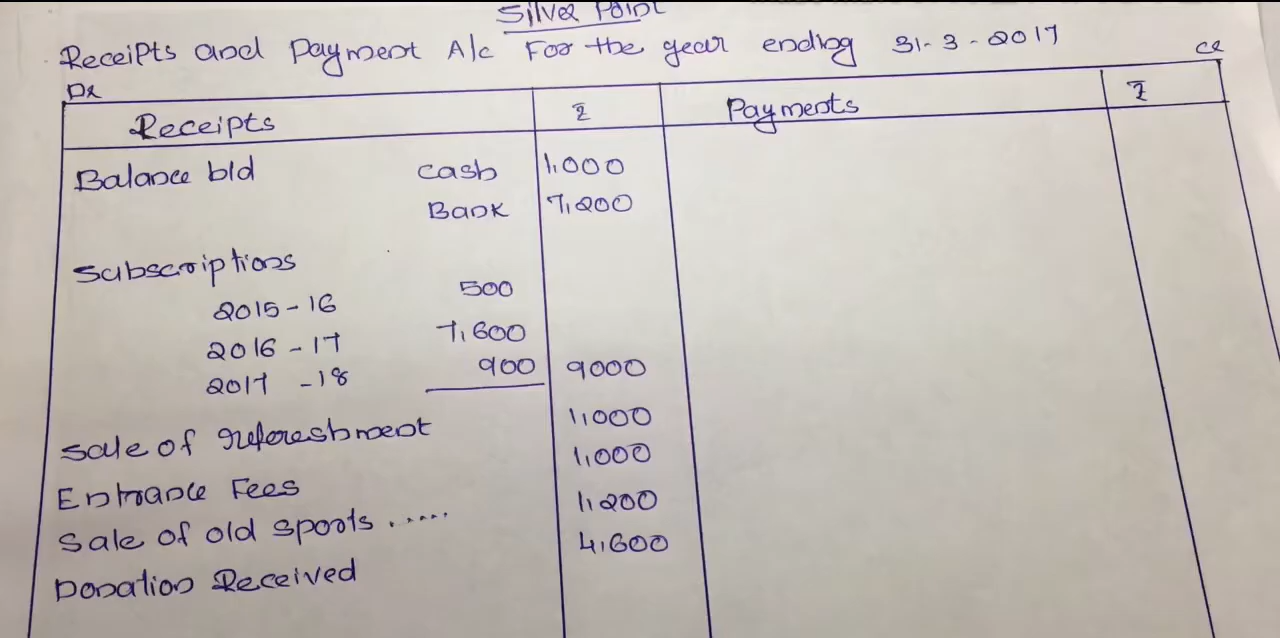 Silver Point
Receipts and Payment A/c For the year ending 31-3-2017
Dr Cr
Receipts ₹ Payments ₹
Balance b/d cash 1,000
Bank 7,200
Subscriptions
2015-16 500
2016-17 7,600
2017-18 900 9000
Sale of refreshment 1,000
Entrance Fees 1,000
Sale of old sports ..... 1,200
Donation Received 4,600